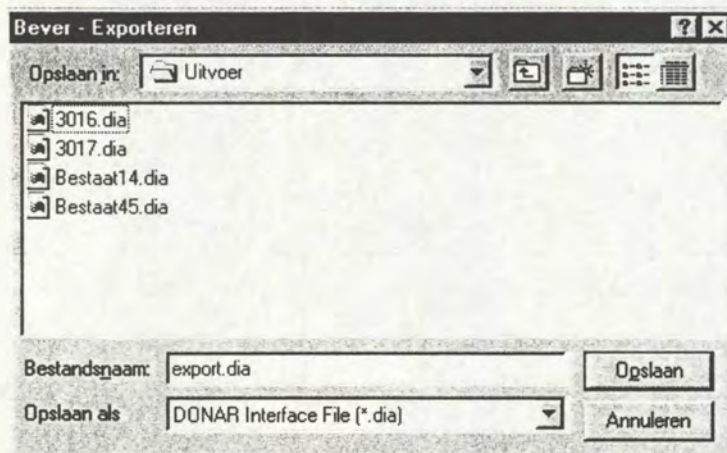 Bever - Exporteren
Opslaan in: Uitvoer
3016.dia
3017.dia
Bestaat14.dia
Bestaat45.dia
Bestandsnaam: export.dia Opslaan
Opslaan als DONAR Interface File (*.dia) Annuleren